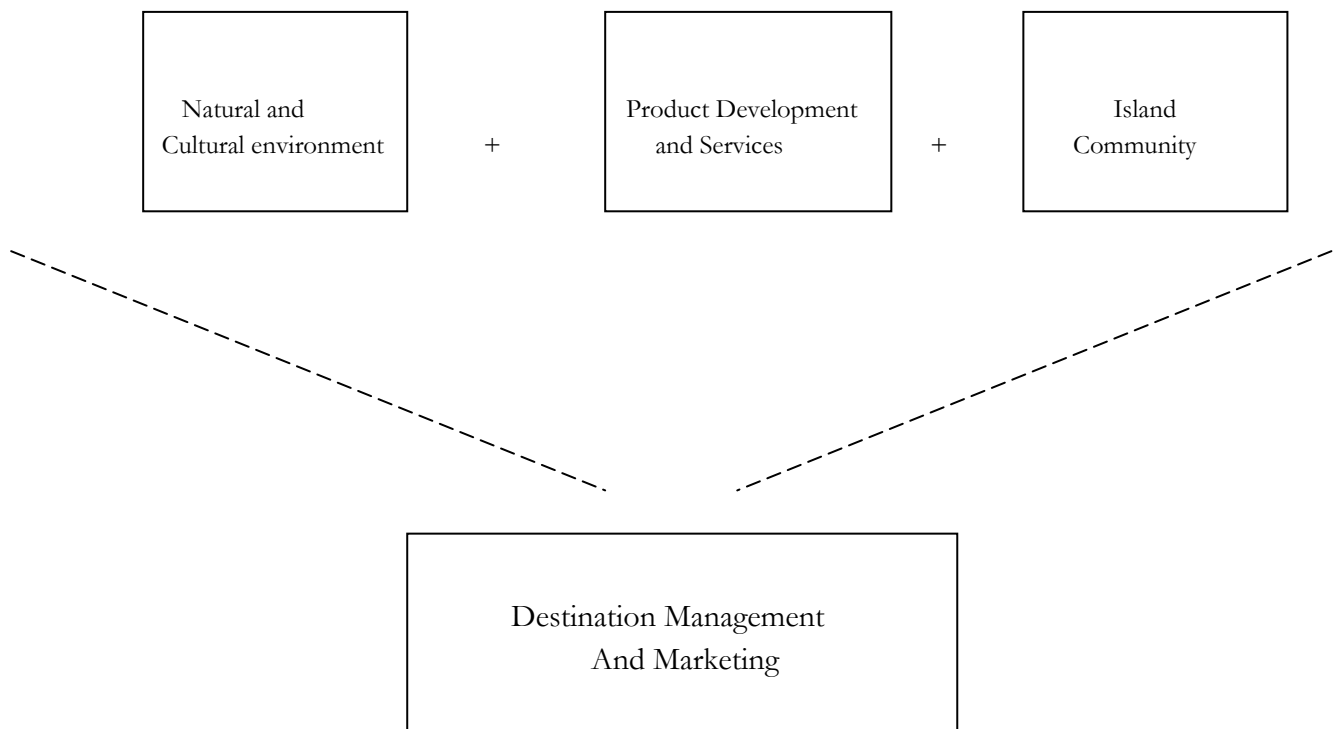 Natural and
Cultural environment
+
Product Development
and Services
+
Island
Community
Destination Management
And Marketing